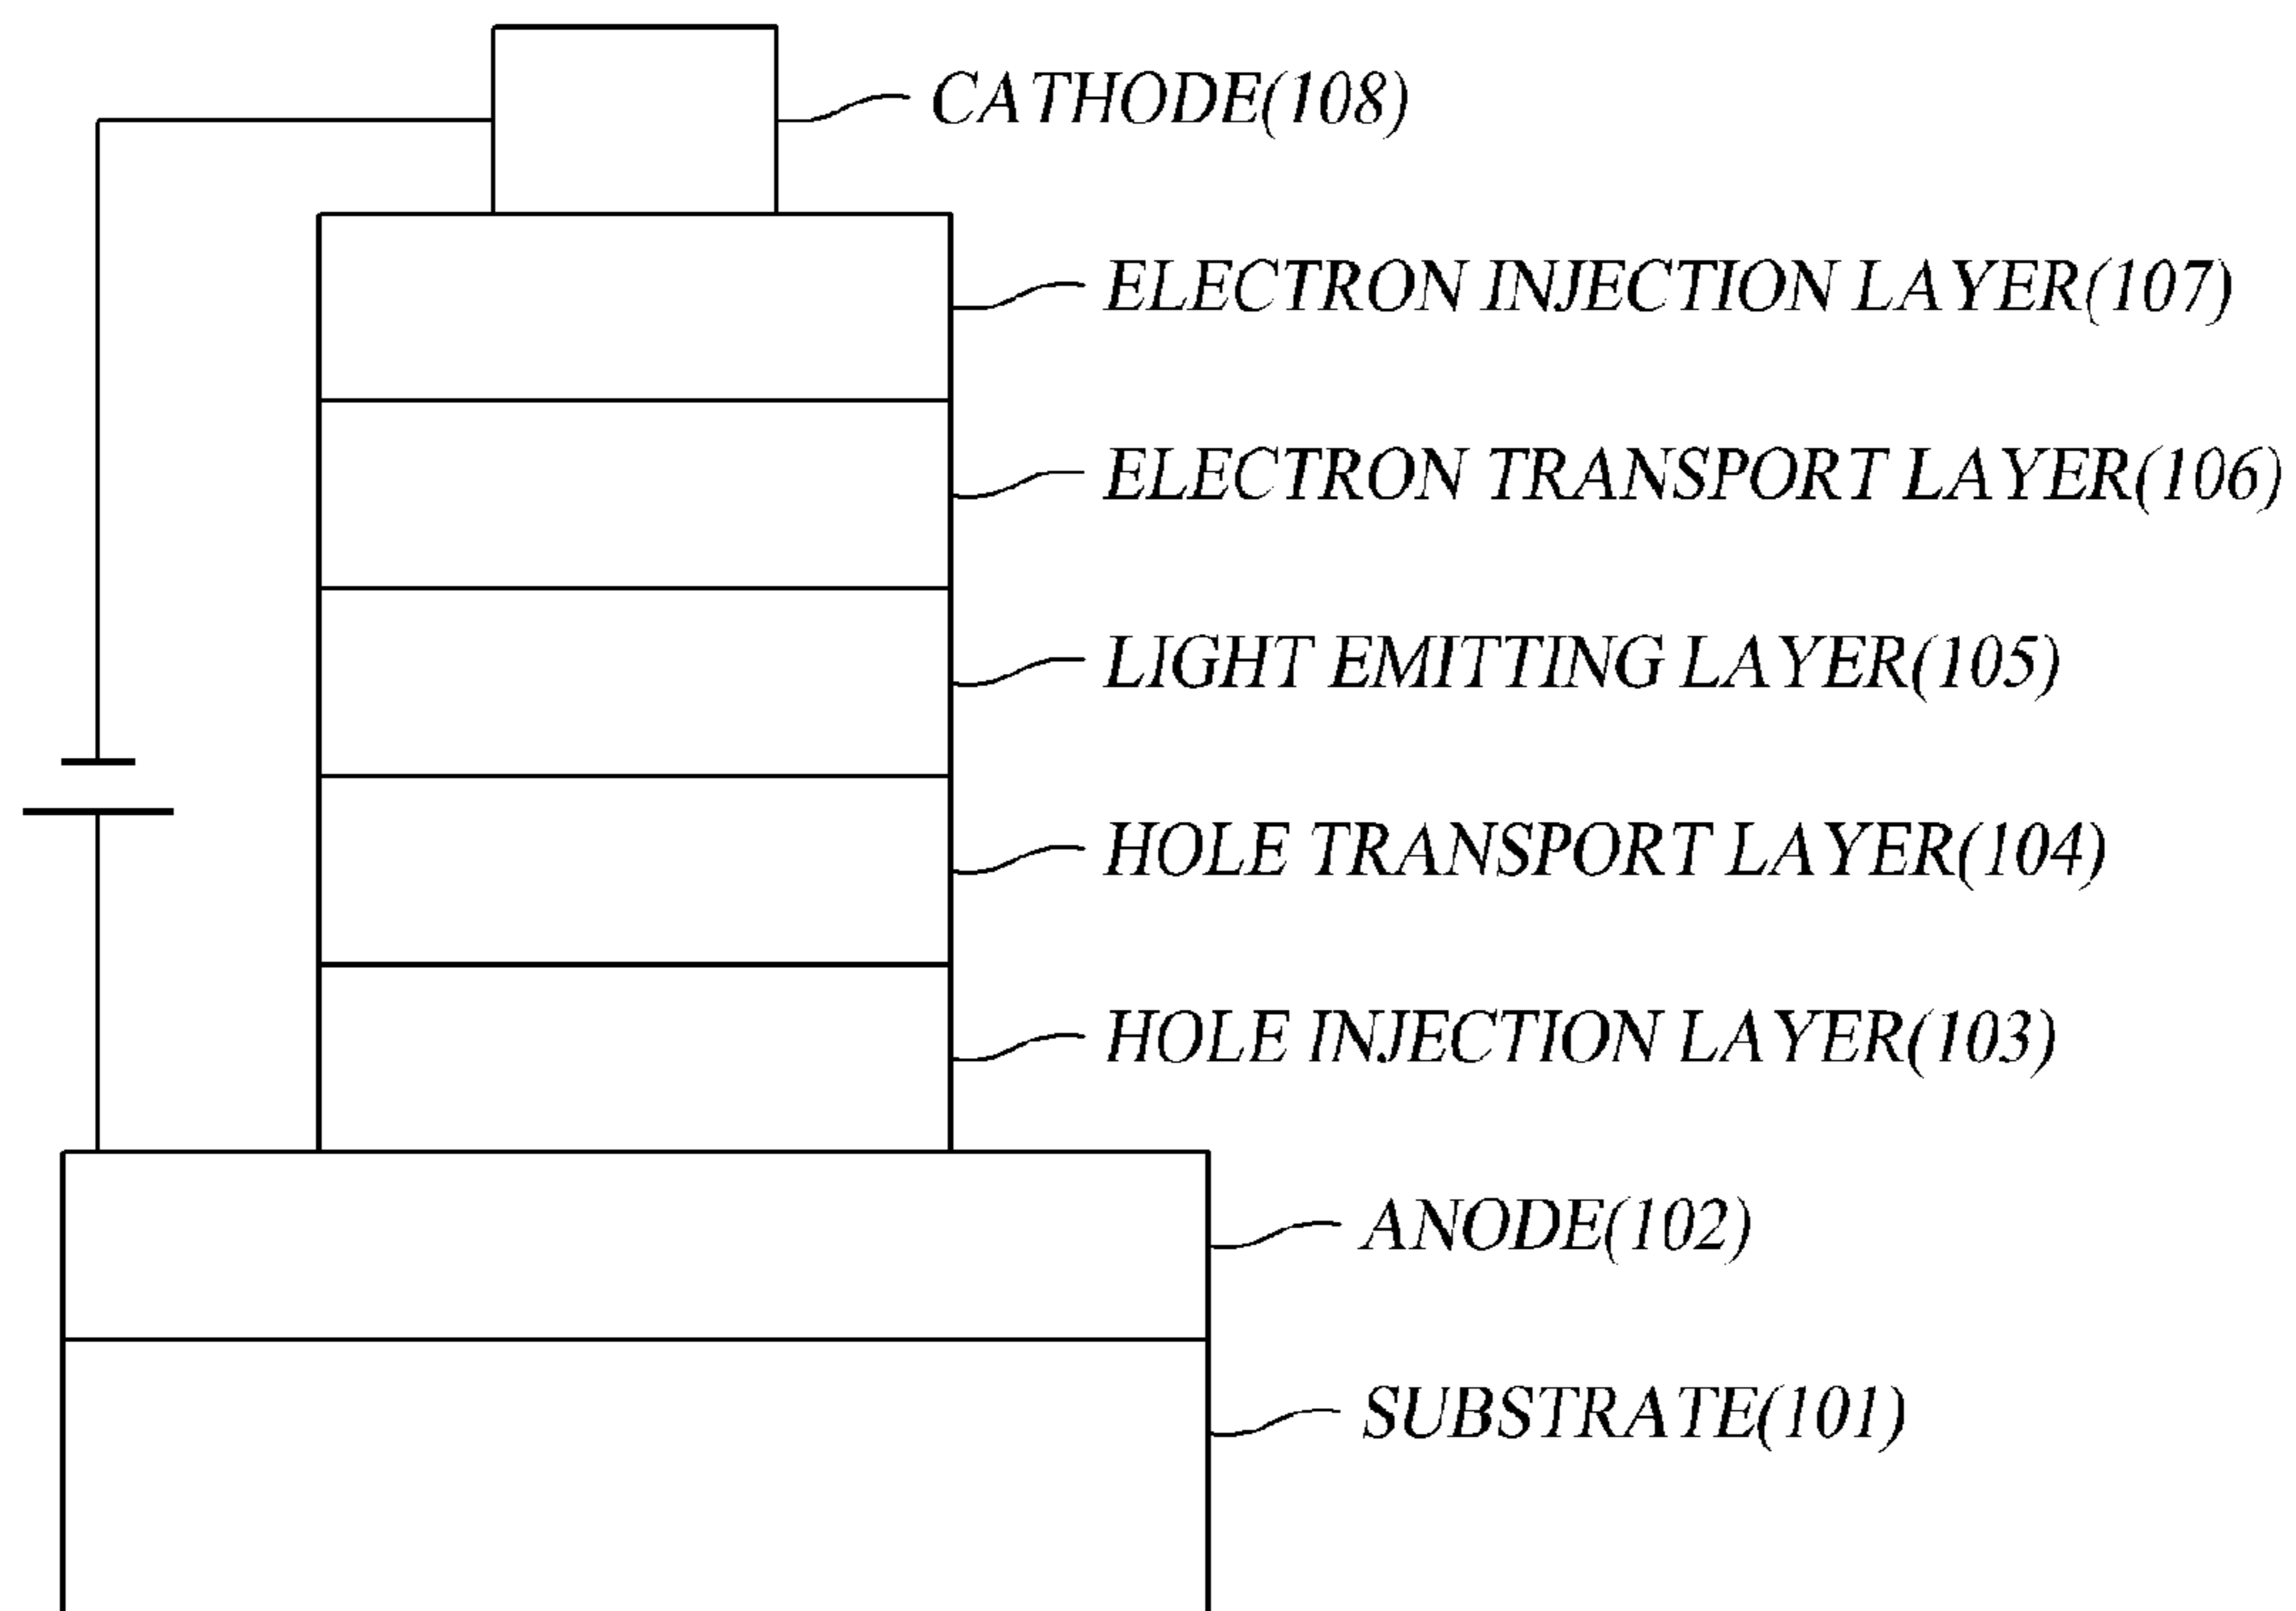 CATHODE(108)
ELECTRON INJECTION LAYER(107)
ELECTRON TRANSPORT LAYER(106)
LIGHT EMITTING LAYER(105)
HOLE TRANSPORT LAYER(104)
HOLE INJECTION LAYER(103)
ANODE(102)
SUBSTRATE(101)